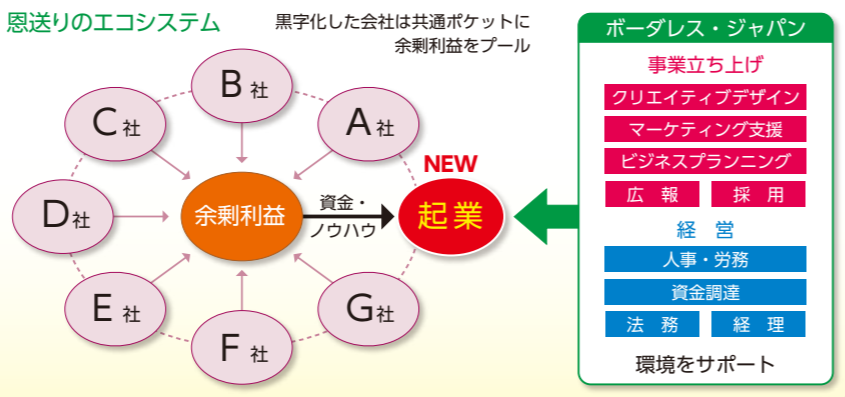 恩送りのエコシステム
黒字化した会社は共通ポケットに
余剰利益をプール
A社
B社
C社
D社
E社
F社
G社
余剰利益
資金・
ノウハウ
NEW
起業
ボーダレス・ジャパン
事業立ち上げ
クリエイティブデザイン
マーケティング支援
ビジネスプランニング
広 報
採 用
経 営
人事・労務
資金調達
法 務
経 理
環境をサポート